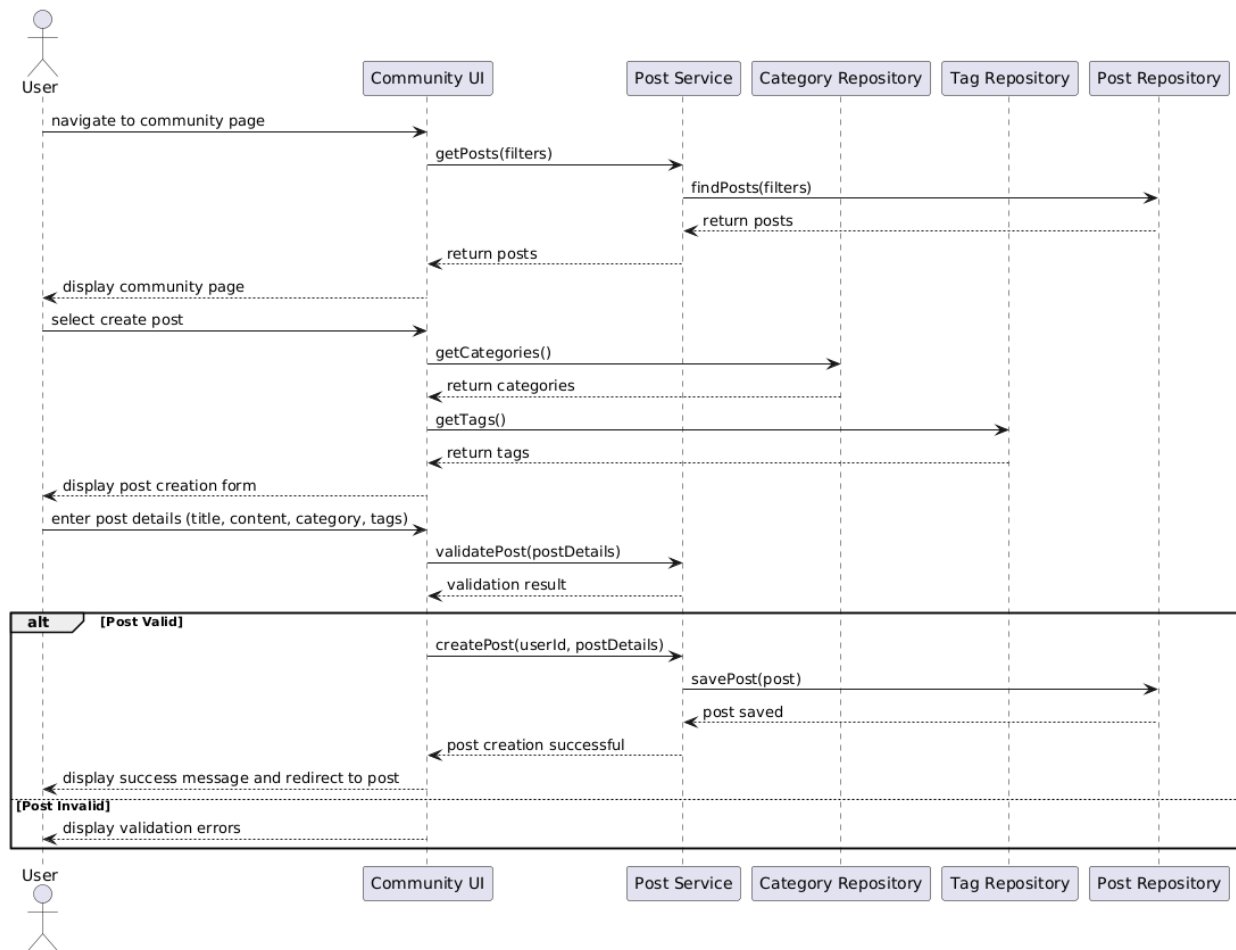 User
Community UI
Post Service
Category Repository
Tag Repository
Post Repository
navigate to community page
getPosts(filters)
findPosts(filters)
return posts
return posts
display community page
select create post
getCategories()
return categories
getTags()
return tags
display post creation form
enter post details (title, content, category, tags)
validatePost(postDetails)
validation result
alt [Post Valid]
createPost(userId, postDetails)
savePost(post)
post saved
post creation successful
display success message and redirect to post
[Post Invalid]
display validation errors
User
Community UI
Post Service
Category Repository
Tag Repository
Post Repository